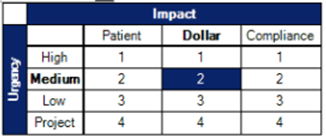 Impact
Urgency
Patient Dollar Compliance
High 1 1 1
Medium 2 2 2
Low 3 3 3
Project 4 4 4